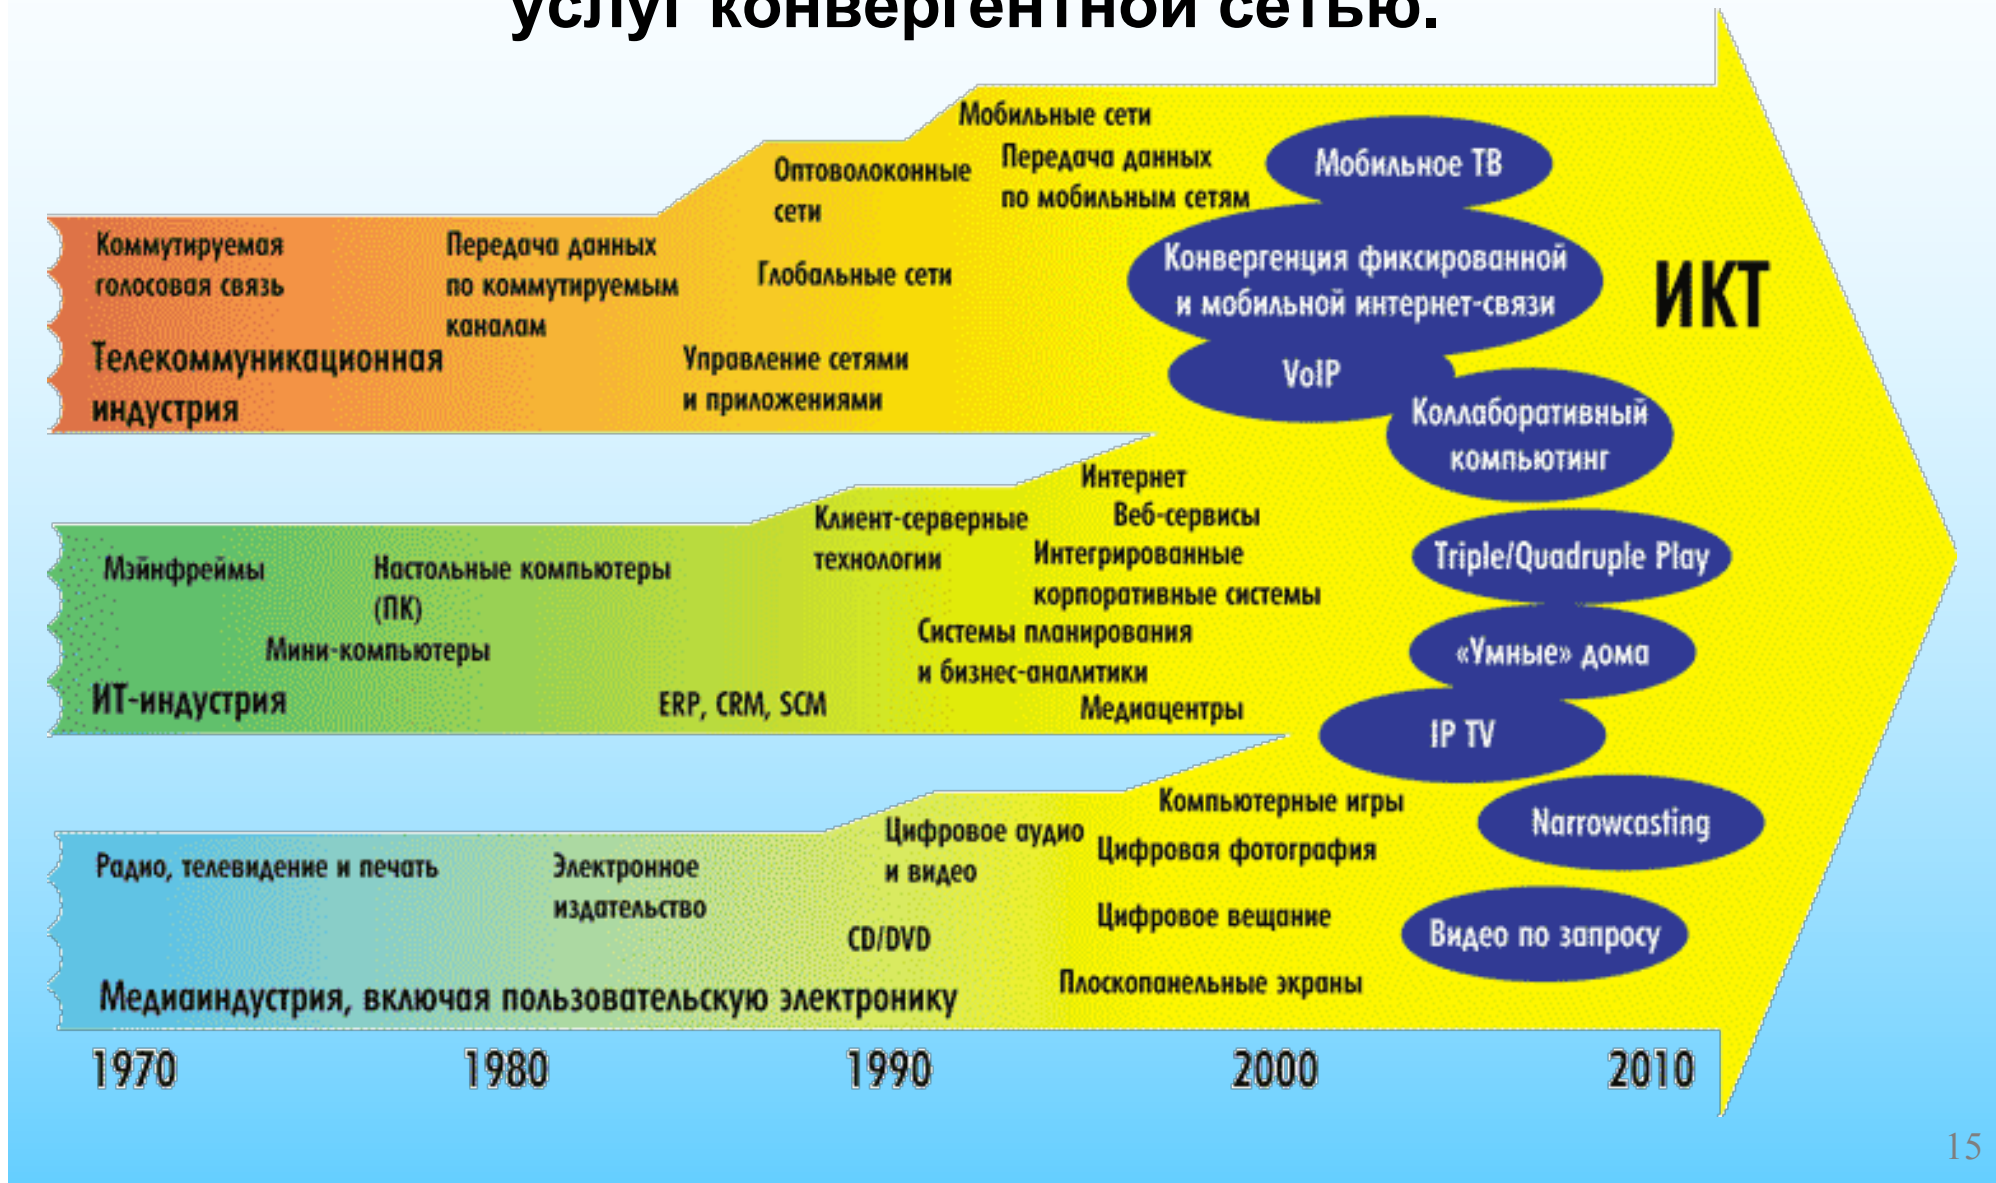 услуг конвергентной сетью.
Мобильные сети
Передача данных
по мобильным сетям
Оптоволоконные
сети
Глобальные сети
Коммутируемая
голосовая связь
Передача данных
по коммутируемым
каналам
Телекоммуникационная
индустрия
Управление сетями
и приложениями
Мобильное ТВ
Конвергенция фиксированной
и мобильной интернет-связи
VoIP
Коллаборативный
компьютинг
ИКТ
Интернет
Веб-сервисы
Клиент-серверные
технологии
Интегрированные
корпоративные системы
Мэйнфреймы
Настольные компьютеры
(ПК)
Мини-компьютеры
Системы планирования
и бизнес-аналитики
ИТ-индустрия
ERP, CRM, SCM
Медиацентры
Triple/Quadruple Play
«Умные» дома
IP TV
Компьютерные игры
Цифровое аудио
и видео
Цифровая фотография
Радио, телевидение и печать
Электронное
издательство
CD/DVD
Цифровое вещание
Плоскопанельные экраны
Медиаиндустрия, включая пользовательскую электронику
Narrowcasting
Видео по запросу
1970
1980
1990
2000
2010
15